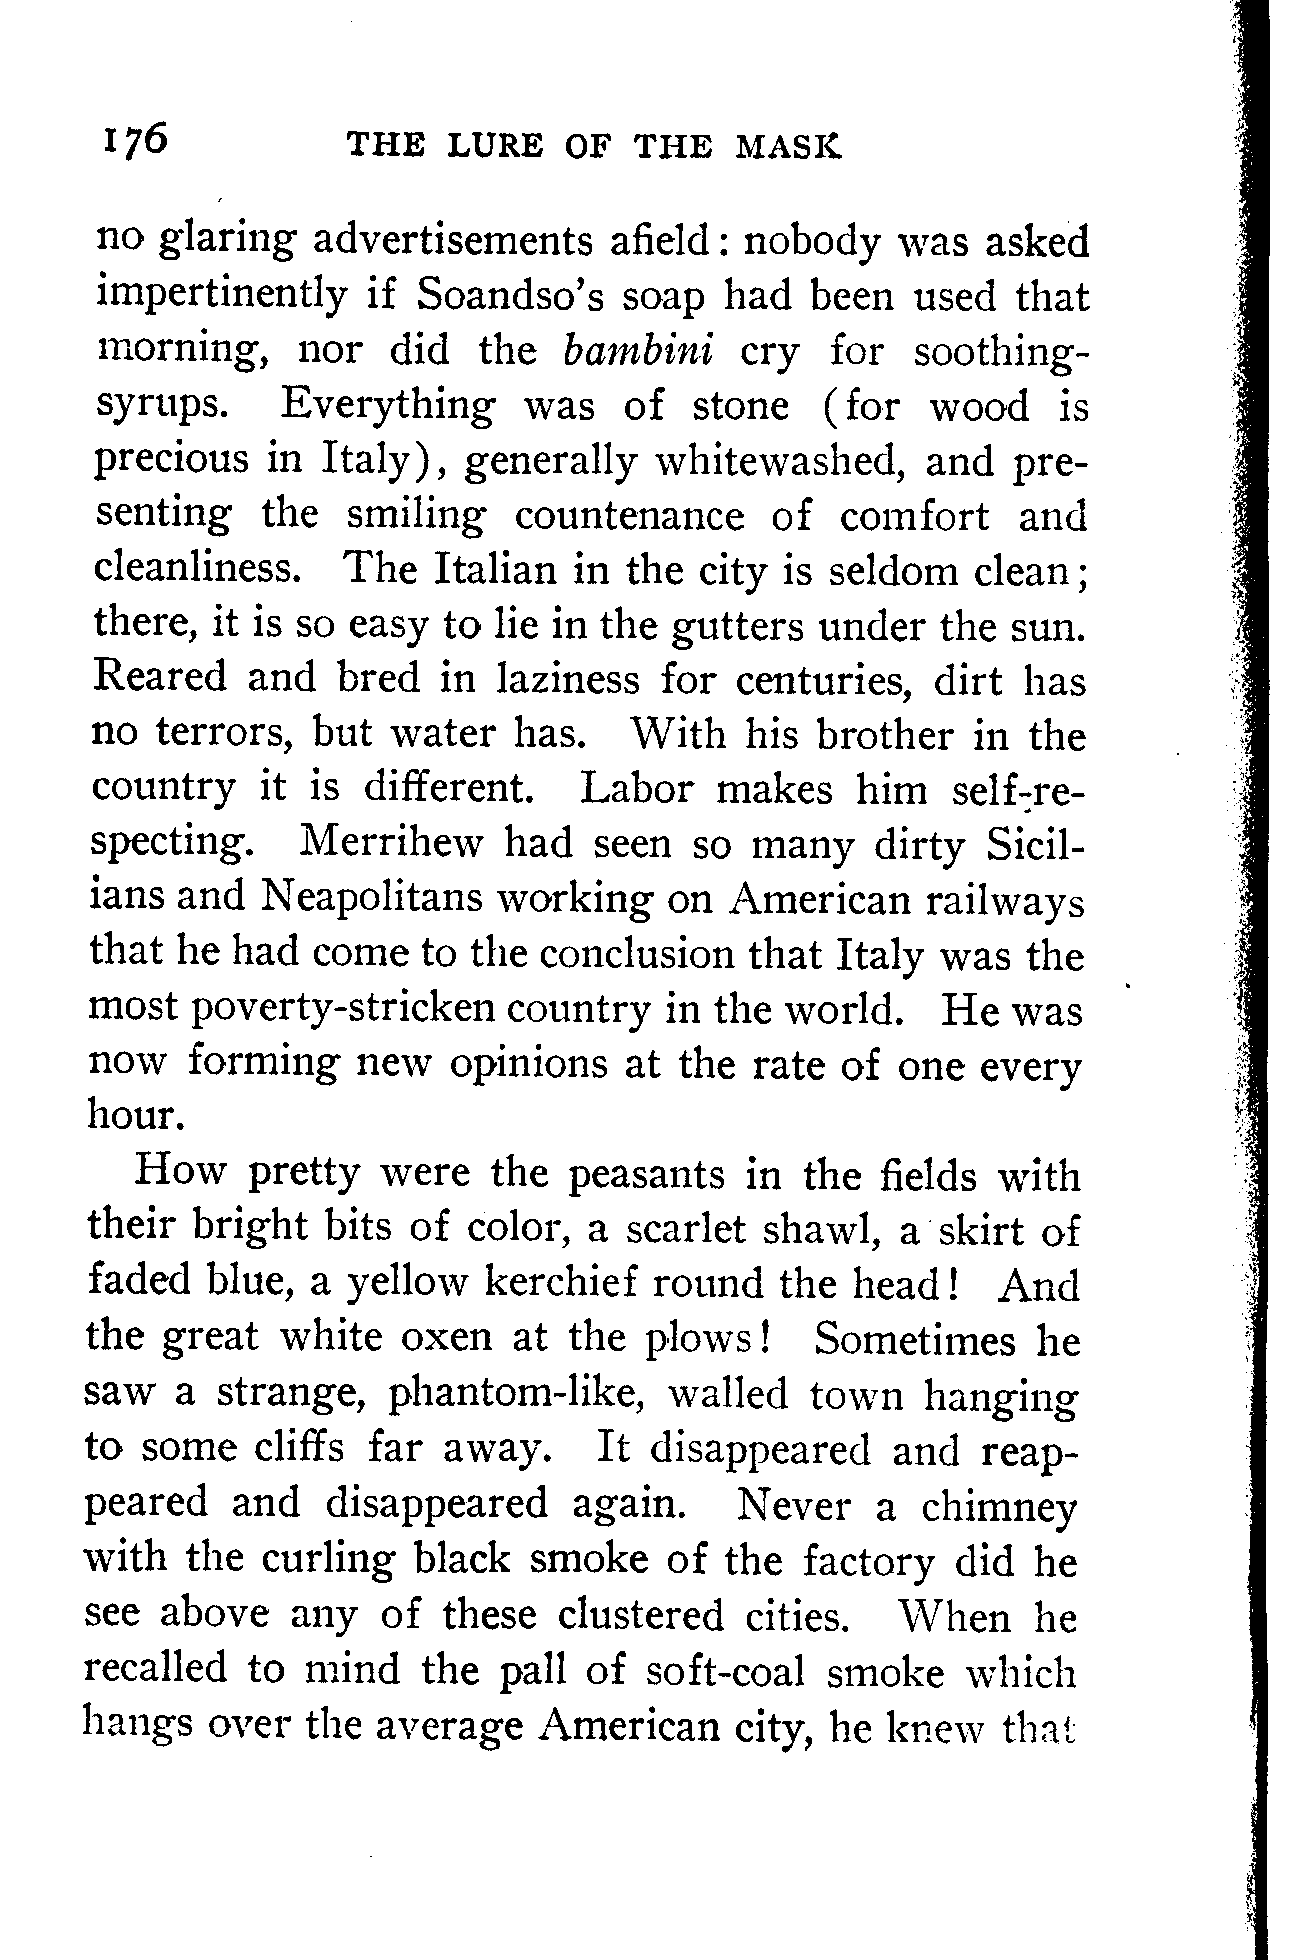 176 THE LURE OF THE MASK
no glaring advertisements afield: nobody was asked
impertinently if Soandso's soap had been used that
morning, nor did the bambini cry for soothing-
syrups. Everything was of stone (for wood is
precious in Italy), generally whitewashed, and pre-
senting the smiling countenance of comfort and
cleanliness. The Italian in the city is seldom clean;
there, it is so easy to lie in the gutters under the sun.
Reared and bred in laziness for centuries, dirt has
no terrors, but water has. With his brother in the
country it is different. Labor makes him self-re-
specting. Merrihew had seen so many dirty Sicil-
ians and Neapolitans working on American railways
that he had come to the conclusion that Italy was the
most poverty-stricken country in the world. He was
now forming new opinions at the rate of one every
hour.
How pretty were the peasants in the fields with
their bright bits of color, a scarlet shawl, a skirt of
faded blue, a yellow kerchief round the head! And
the great white oxen at the plows! Sometimes he
saw a strange, phantom-like, walled town hanging
to some cliffs far away. It disappeared and reap-
peared and disappeared again. Never a chimney
with the curling black smoke of the factory did he
see above any of these clustered cities. When he
recalled to mind the pall of soft-coal smoke which
hangs over the average American city, he knew that